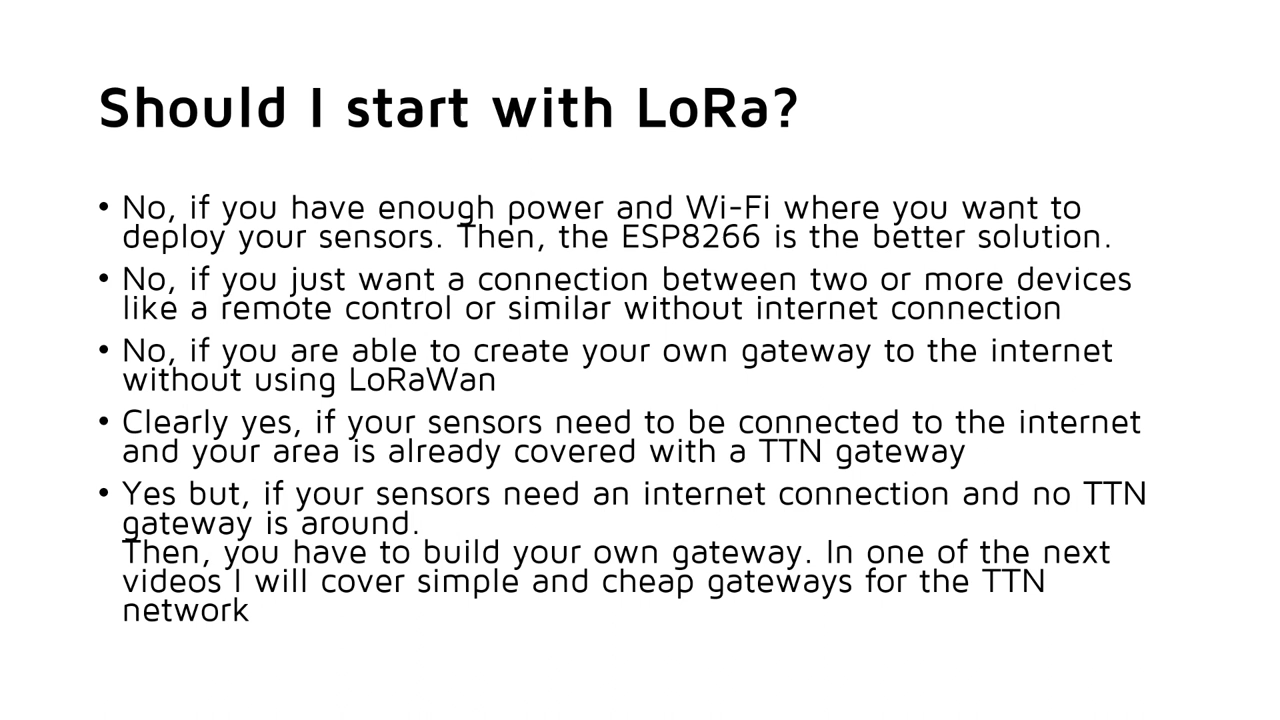 Should I start with LoRa?
• No, if you have enough power and Wi-Fi where you want to
deploy your sensors. Then, the ESP8266 is the better solution.
• No, if you just want a connection between two or more devices
like a remote control or similar without internet connection
• No, if you are able to create your own gateway to the internet
without using LoRaWan
• Clearly yes, if your sensors need to be connected to the internet
and your area is already covered with a TTN gateway
• Yes but, if your sensors need an internet connection and no TTN
gateway is around.
Then, you have to build your own gateway. In one of the next
videos I will cover simple and cheap gateways for the TTN
network